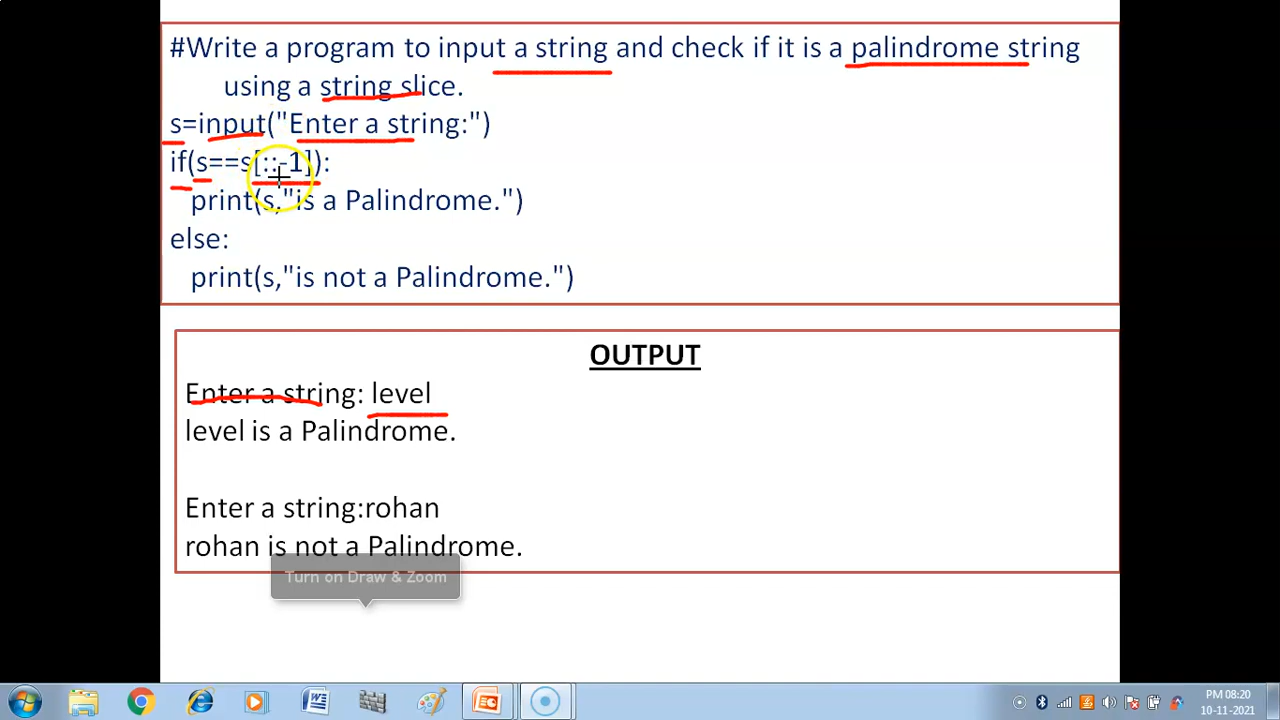 #Write a program to input a string and check if it is a palindrome string
using a string slice.
s=input("Enter a string:")
if(s==s[::-1]):
print(s,"is a Palindrome.")
else:
print(s,"is not a Palindrome.")
OUTPUT
Enter a string: level
level is a Palindrome.
Enter a string:rohan
rohan is not a Palindrome.
Turn on Draw & Zoom
PM 08:20
10-11-2021